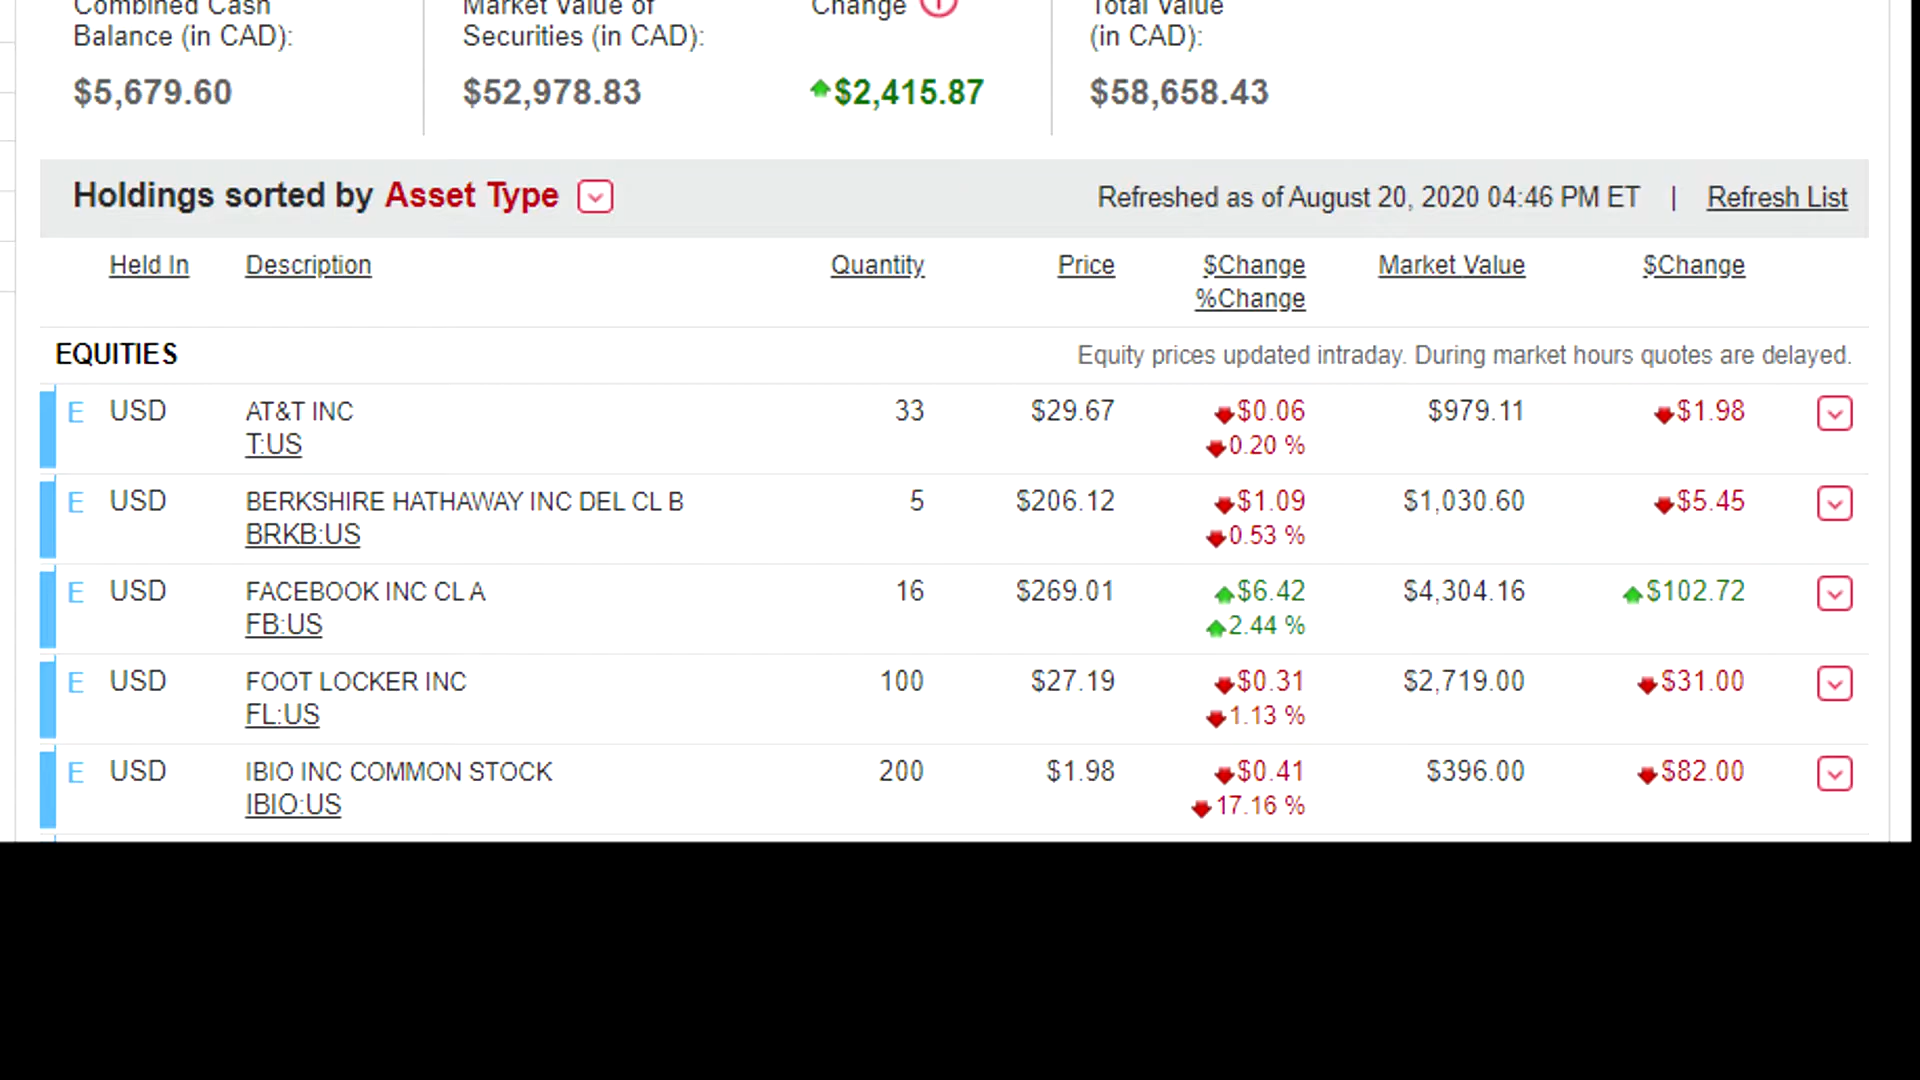 Combined Cash
Balance (in CAD):
$5,679.60
Market Value of
Securities (in CAD):
$52,978.83
Change
$2,415.87
Total Value
(in CAD):
$58,658.43
Holdings sorted by Asset Type
Refreshed as of August 20, 2020 04:46 PM ET | Refresh List
Held In Description Quantity Price $Change Market Value $Change
%Change
EQUITIES Equity prices updated intraday. During market hours quotes are delayed.
E USD AT&T INC 33 $29.67 $0.06 $979.11 $1.98
T:US 0.20 %
E USD BERKSHIRE HATHAWAY INC DEL CL B 5 $206.12 $1.09 $1,030.60 $5.45
BRKB:US 0.53 %
E USD FACEBOOK INC CL A 16 $269.01 $6.42 $4,304.16 $102.72
FB:US 2.44 %
E USD FOOT LOCKER INC 100 $27.19 $0.31 $2,719.00 $31.00
FL:US 1.13 %
E USD IBIO INC COMMON STOCK 200 $1.98 $0.41 $396.00 $82.00
IBIO:US 17.16 %